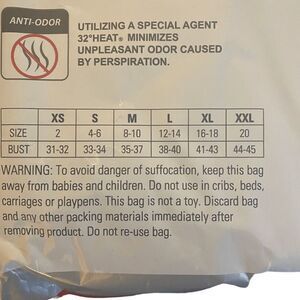 ANTI-ODOR
UTILIZING A SPECIAL AGENT
32°HEAT® MINIMIZES
UNPLEASANT ODOR CAUSED
BY PERSPIRATION.
XS S M L XL XXL
SIZE 2 4-6 8-10 12-14 16-18 20
BUST 31-32 33-34 35-37 38-40 41-43 44-45
WARNING: To avoid danger of suffocation, keep this bag
away from babies and children. Do not use in cribs, beds,
carriages or playpens. This bag is not a toy. Discard bag
and any other packing materials immediately after
removing product. Do not re-use bag.